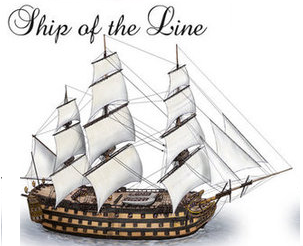 Ship of the Line